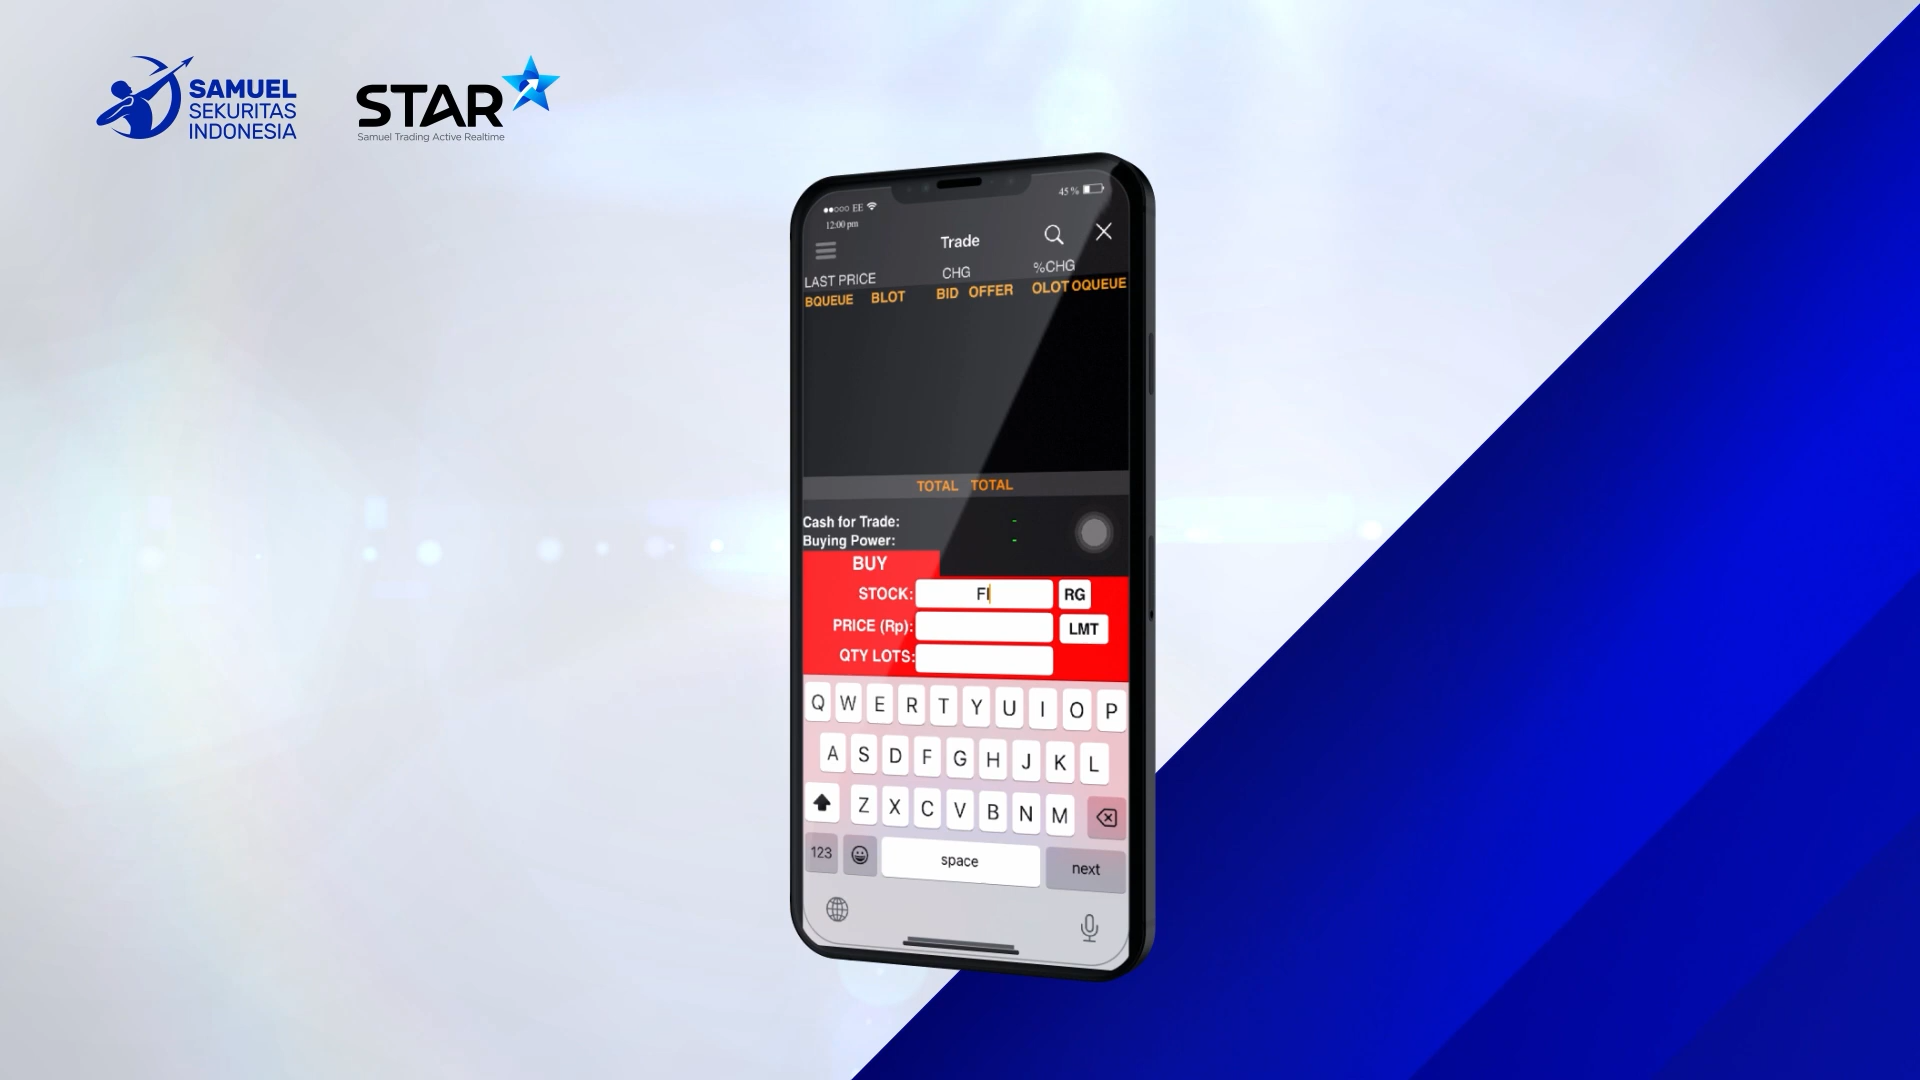 SAMUEL
SEKURITAS
INDONESIA
STAR
Samuel Trading Active Realtime
EE
12:00 pm
45 %
Trade
LAST PRICE CHG %CHG
BQUEUE BLOT BID OFFER OLOT OQUEUE
TOTAL TOTAL
Cash for Trade: -
Buying Power: -
BUY
STOCK: FI RG
PRICE (Rp): LMT
QTY LOTS:
Q W E R T Y U I O P
A S D F G H J K L
Z X C V B N M
123 space next